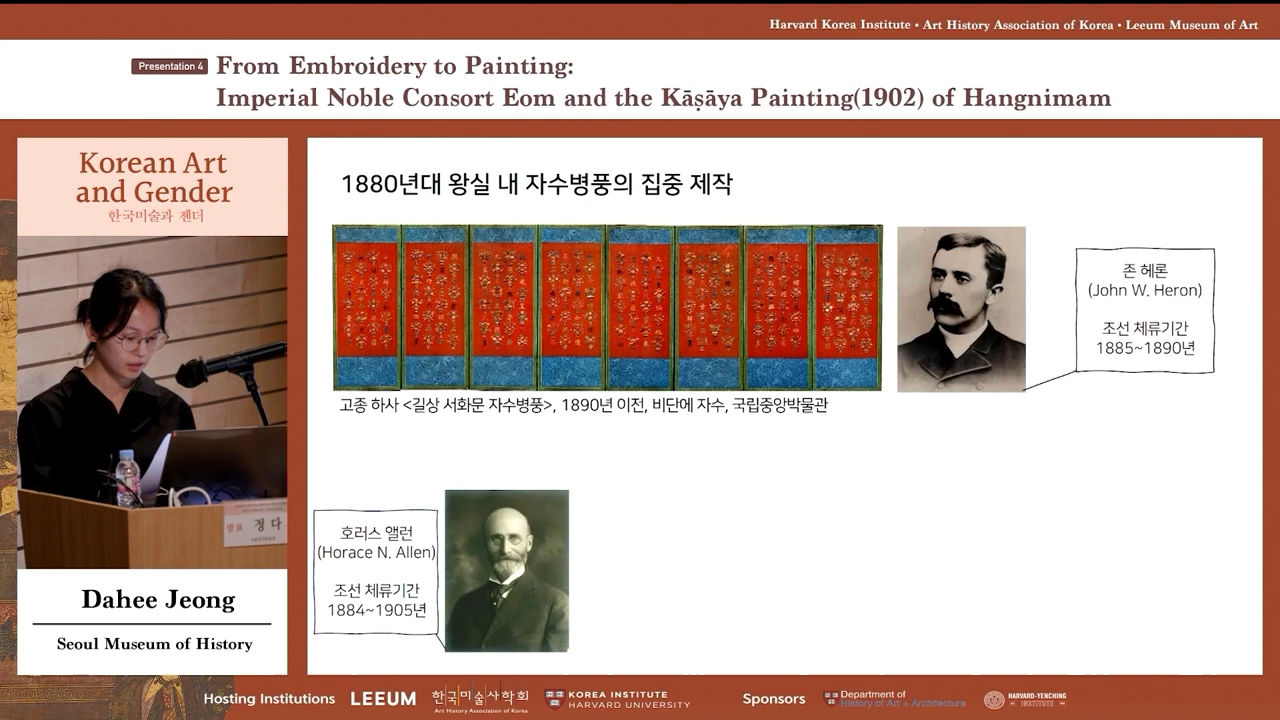 Harvard Korea Institute • Art History Association of Korea • Leeum Museum of Art
Presentation 4
From Embroidery to Painting:
Imperial Noble Consort Eom and the Kāṣāya Painting(1902) of Hangnimam
Korean Art
and Gender
한국미술과 젠더
발표 정다
Dahee Jeong
Seoul Museum of History
1880년대 왕실 내 자수병풍의 집중 제작
존 헤론
(John W. Heron)
조선 체류기간
1885~1890년
고종 하사 <길상 서화문 자수병풍>, 1890년 이전, 비단에 자수, 국립중앙박물관
호러스 앨런
(Horace N. Allen)
조선 체류기간
1884~1905년
Hosting Institutions
LEEUM
한국미술사학회
Art History Association of Korea
KOREA INSTITUTE
HARVARD UNIVERSITY
Sponsors
Department of
History of Art + Architecture
HARVARD-YENCHING
INSTITUTE